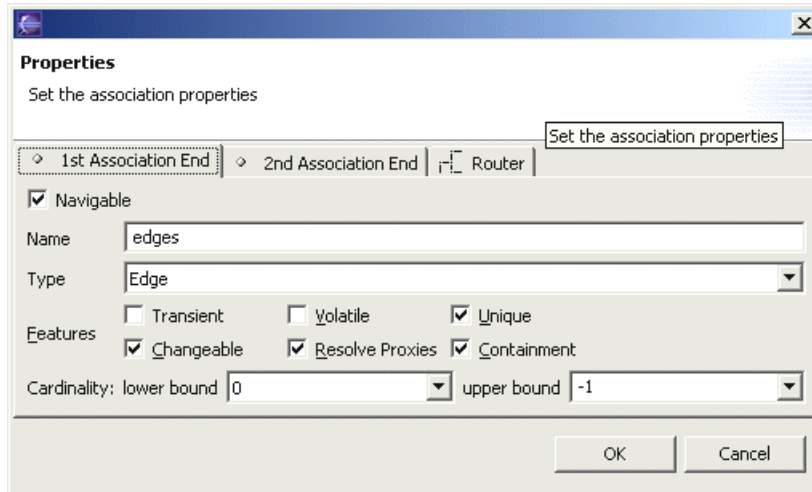 Properties
Set the association properties
Set the association properties
1st Association End 2nd Association End Router
Navigable
Name edges
Type Edge
Features Transient Volatile Unique
Changeable Resolve Proxies Containment
Cardinality: lower bound 0 upper bound -1
OK Cancel